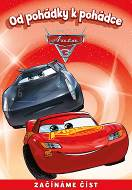 Od pohádky k pohádce
Auta
3
ZAČÍNÁME ČÍST